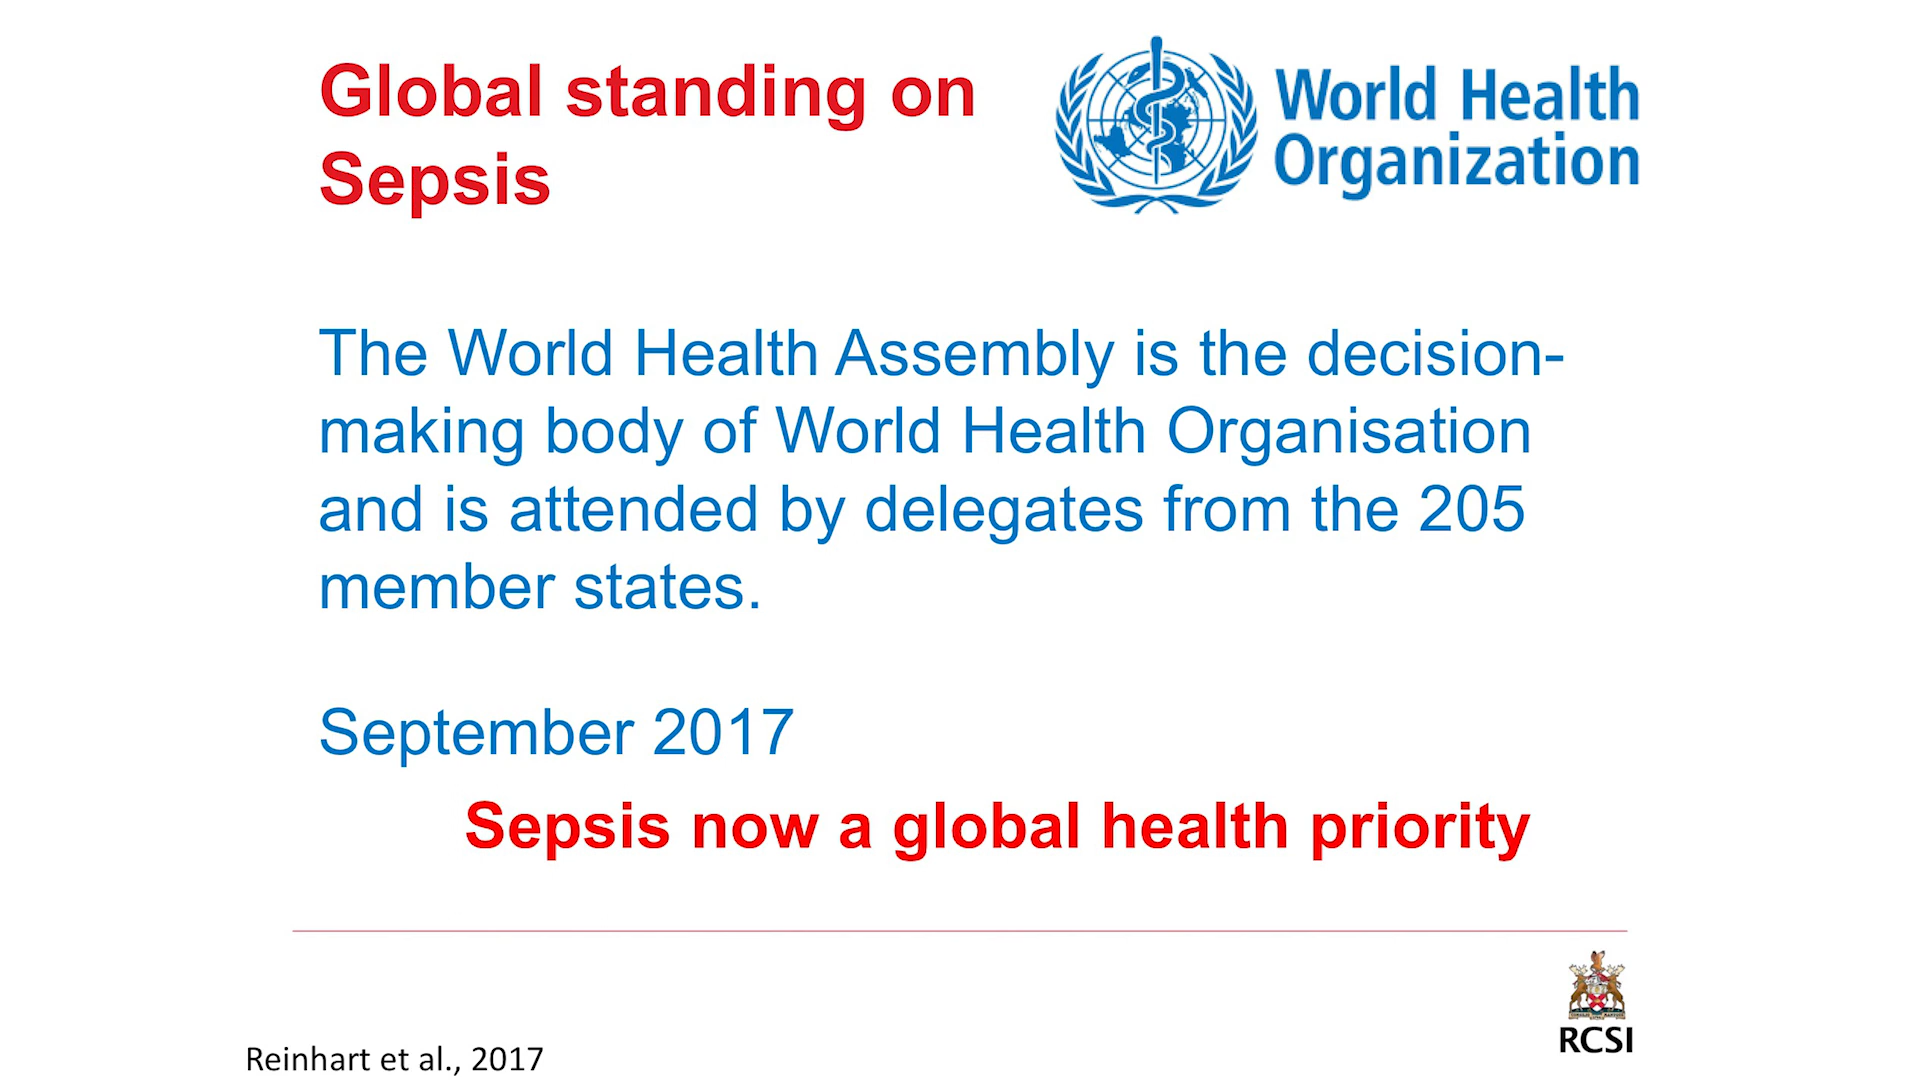 Global standing on
Sepsis
World Health
Organization
The World Health Assembly is the decision-
making body of World Health Organisation
and is attended by delegates from the 205
member states.
September 2017
Sepsis now a global health priority
RCSI
Reinhart et al., 2017